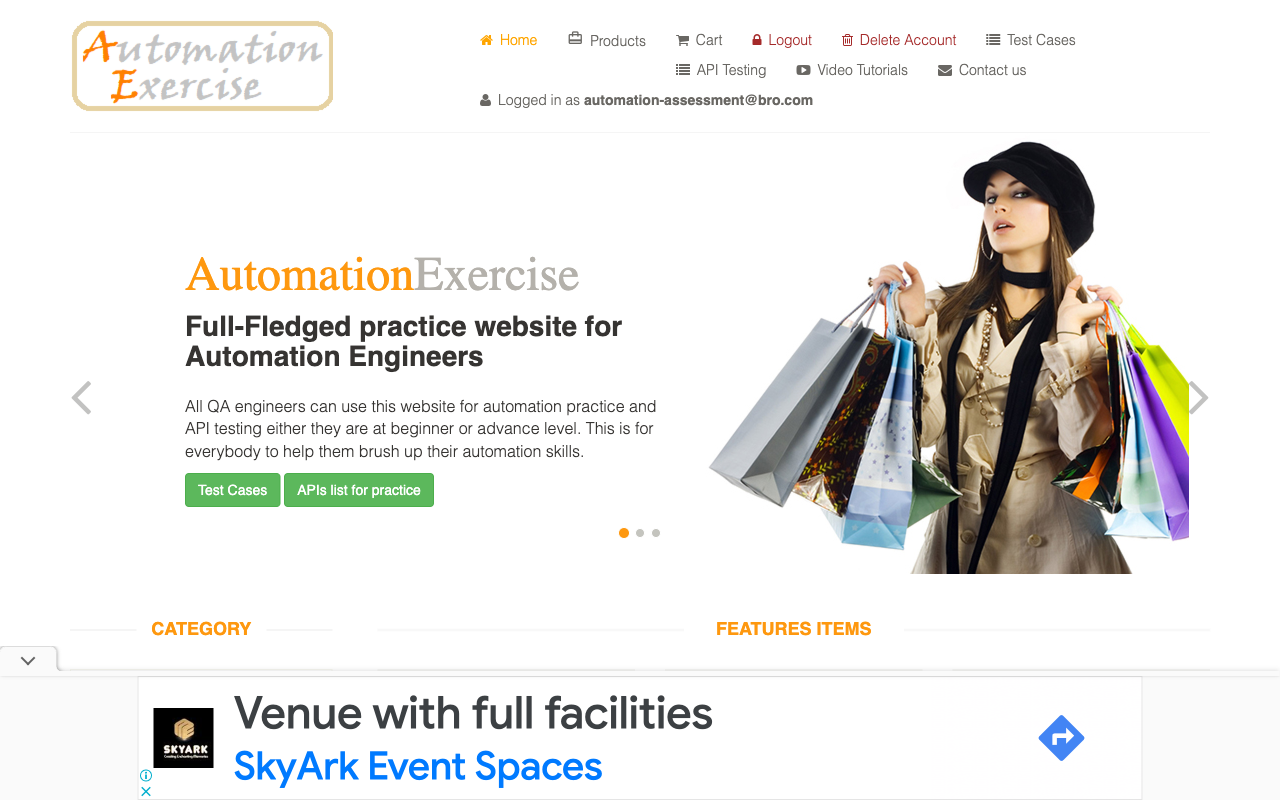 Automation
Exercise
Home Products Cart Logout Delete Account Test Cases
API Testing Video Tutorials Contact us
Logged in as automation-assessment@bro.com
AutomationExercise
Full-Fledged practice website for
Automation Engineers
All QA engineers can use this website for automation practice and
API testing either they are at beginner or advance level. This is for
everybody to help them brush up their automation skills.
Test Cases APIs list for practice
CATEGORY FEATURES ITEMS
Venue with full facilities
SKYARK
SkyArk Event Spaces